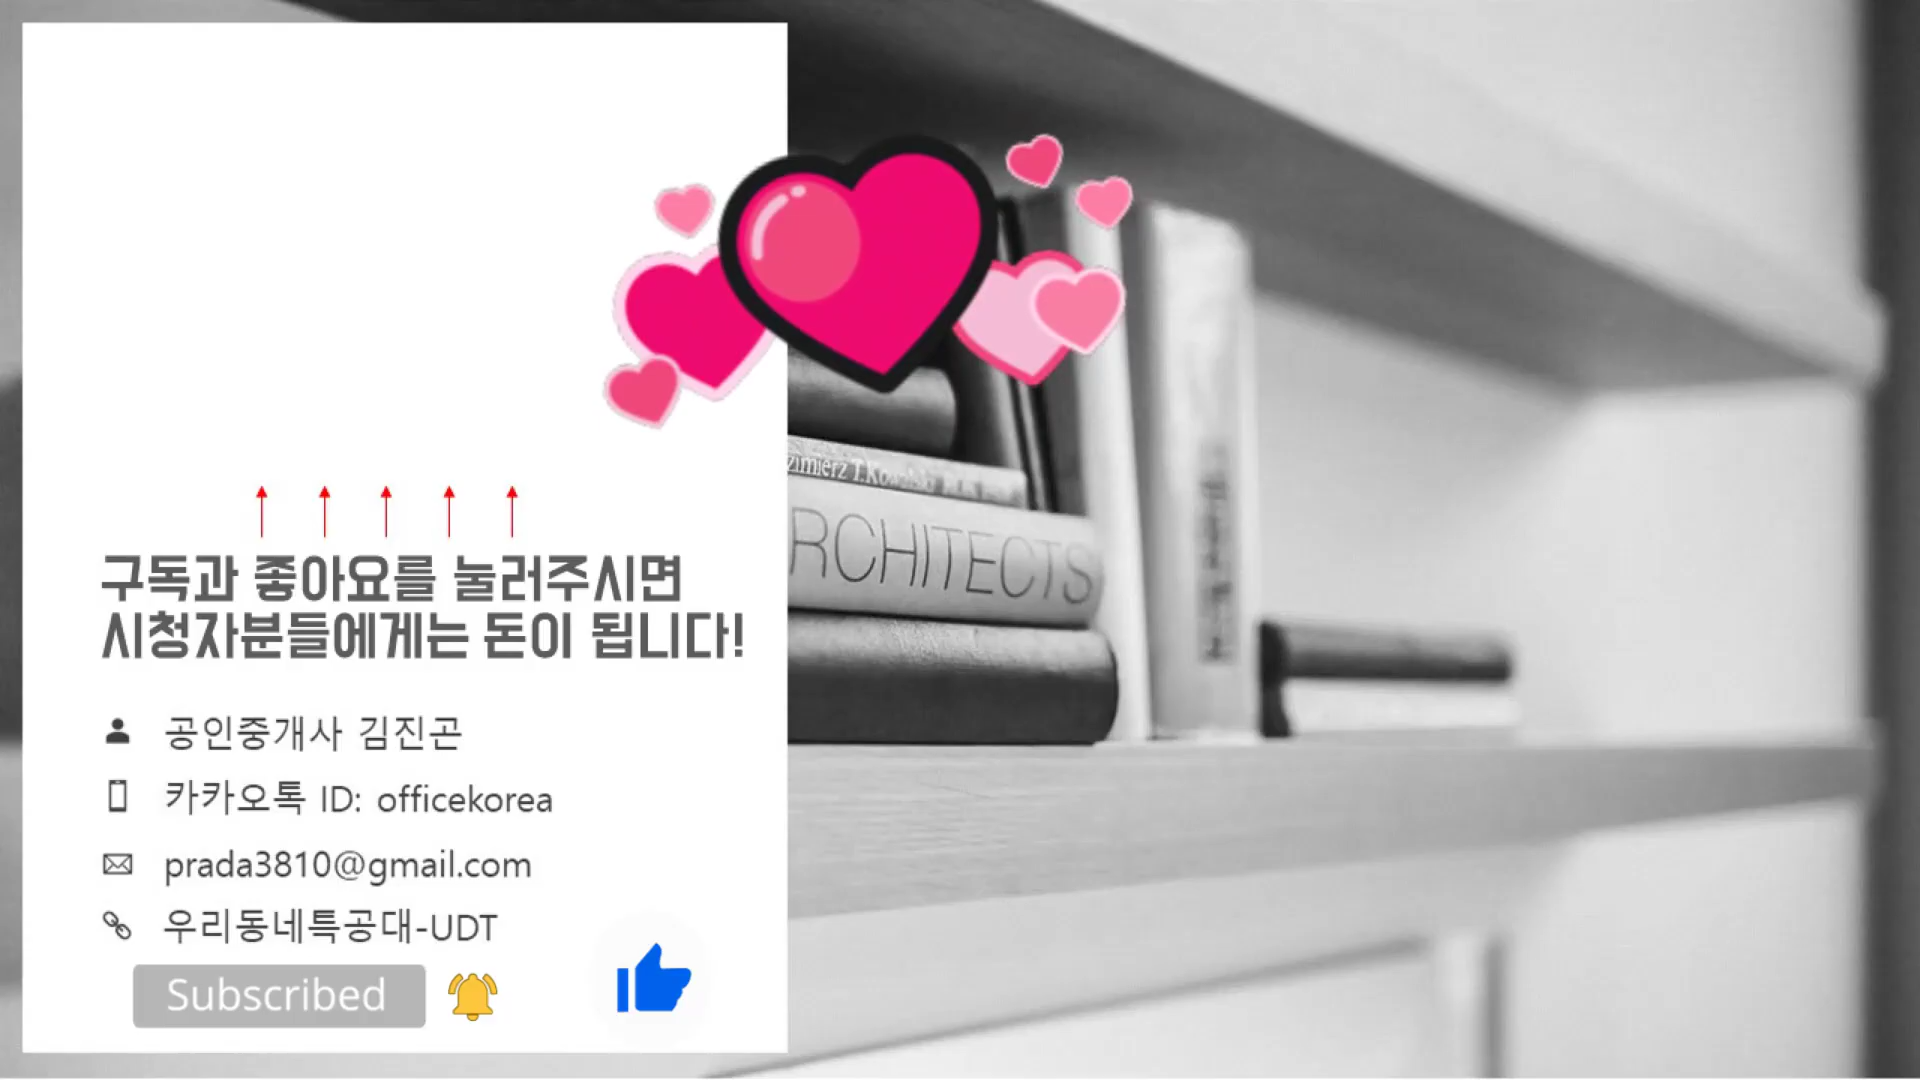 구독과 좋아요를 눌러주시면
시청자분들에게는 돈이 됩니다!
공인중개사 김진곤
카카오톡 ID: officekorea
prada3810@gmail.com
우리동네특공대-UDT
Subscribed
zimierz T.Kowalski
RCHITECTS